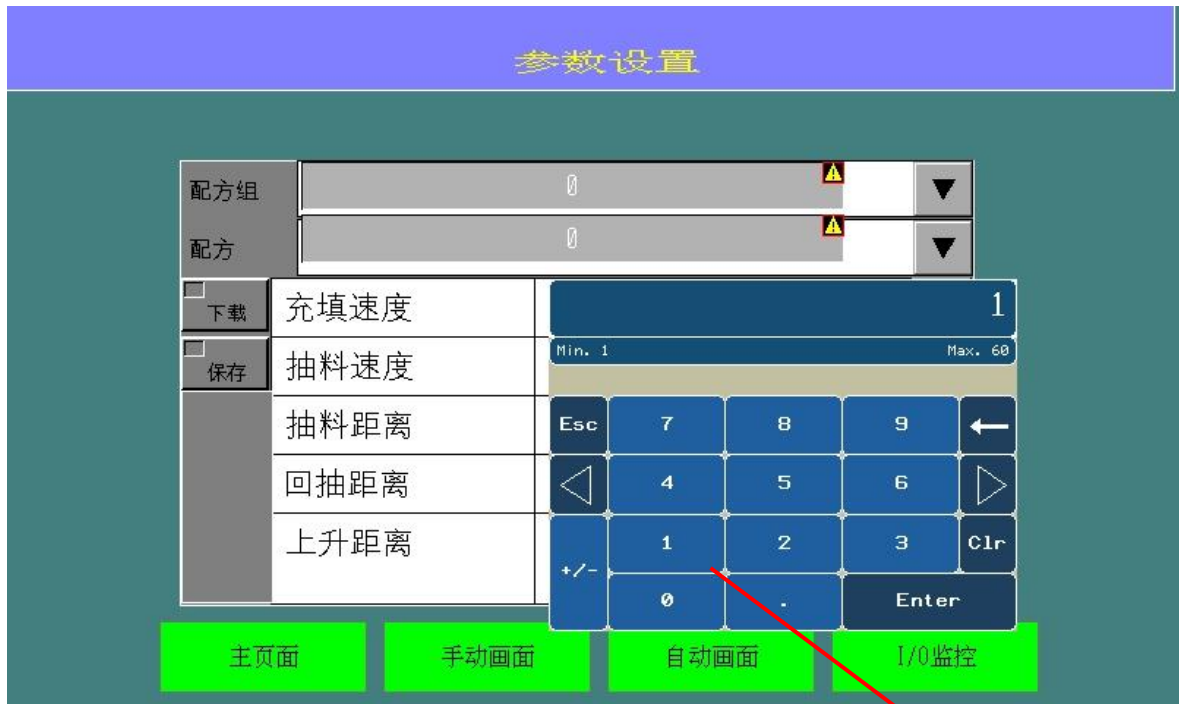 参数设置
配方组 0
配方 0
下载 充填速度 1
Min. 1 Max. 60
保存 抽料速度
抽料距离 Esc 7 8 9
回抽距离 4 5 6
上升距离 1 2 3 Clr
+/-
0 . Enter
主页面 手动画面 自动画面 I/O监控